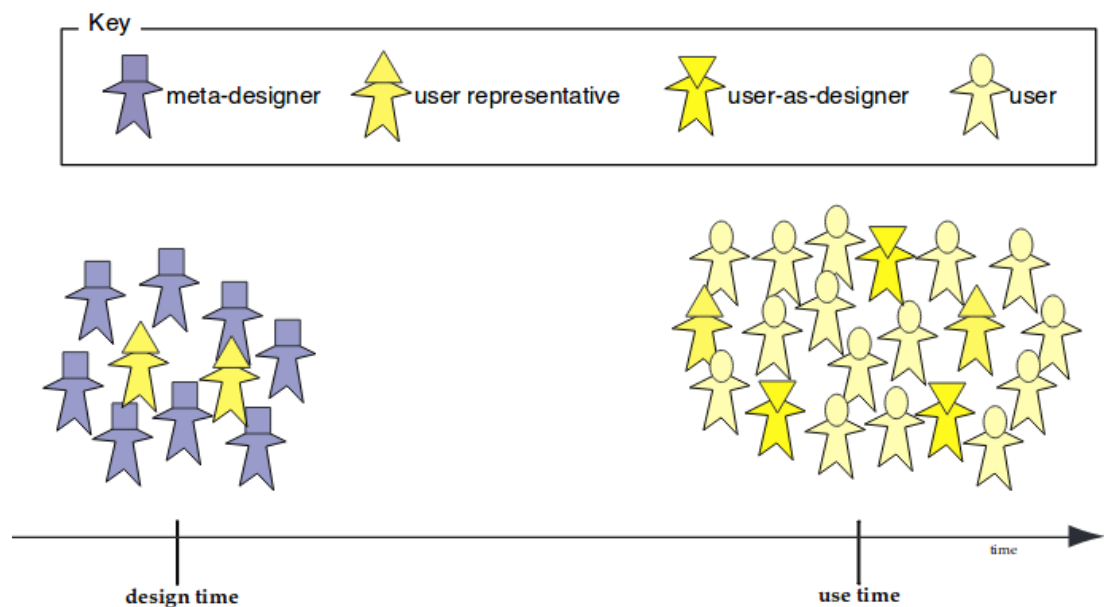 Key
meta-designer user representative user-as-designer user
time
design time use time